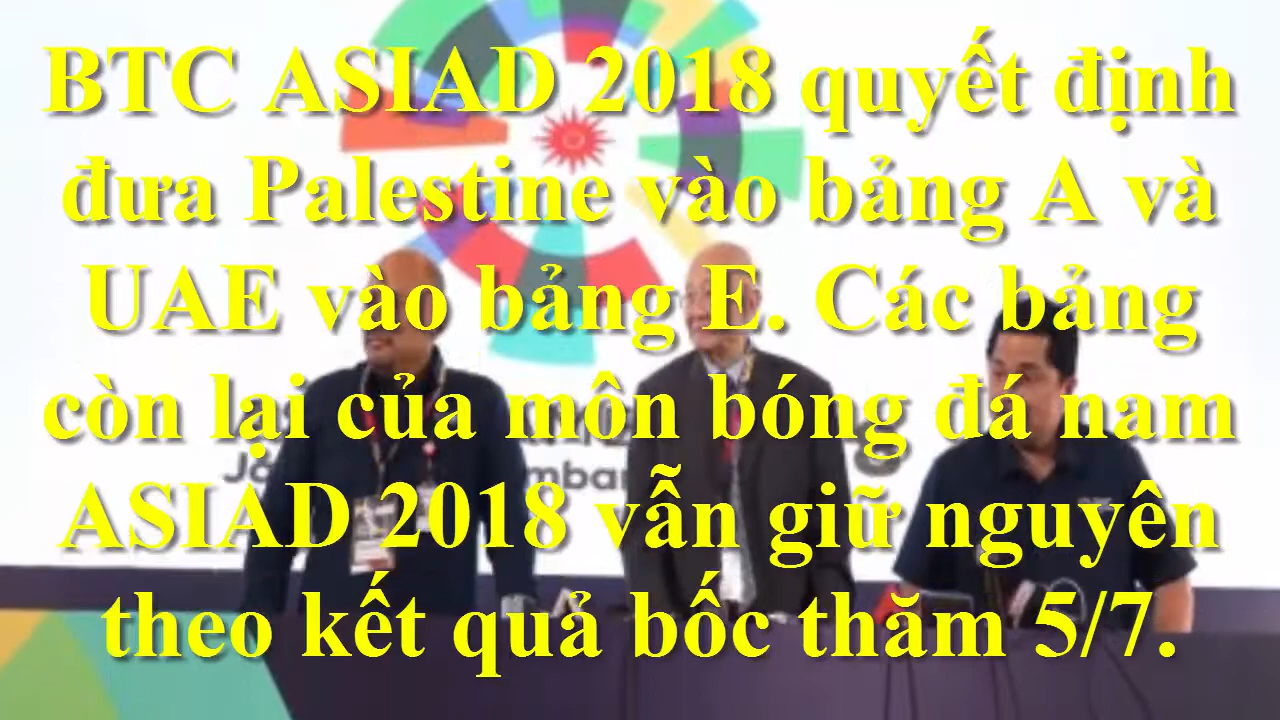 BTC ASIAD 2018 quyết định
đưa Palestine vào bảng A và
UAE vào bảng E. Các bảng
còn lại của môn bóng đá nam
ASIAD 2018 vẫn giữ nguyên
theo kết quả bốc thăm 5/7.